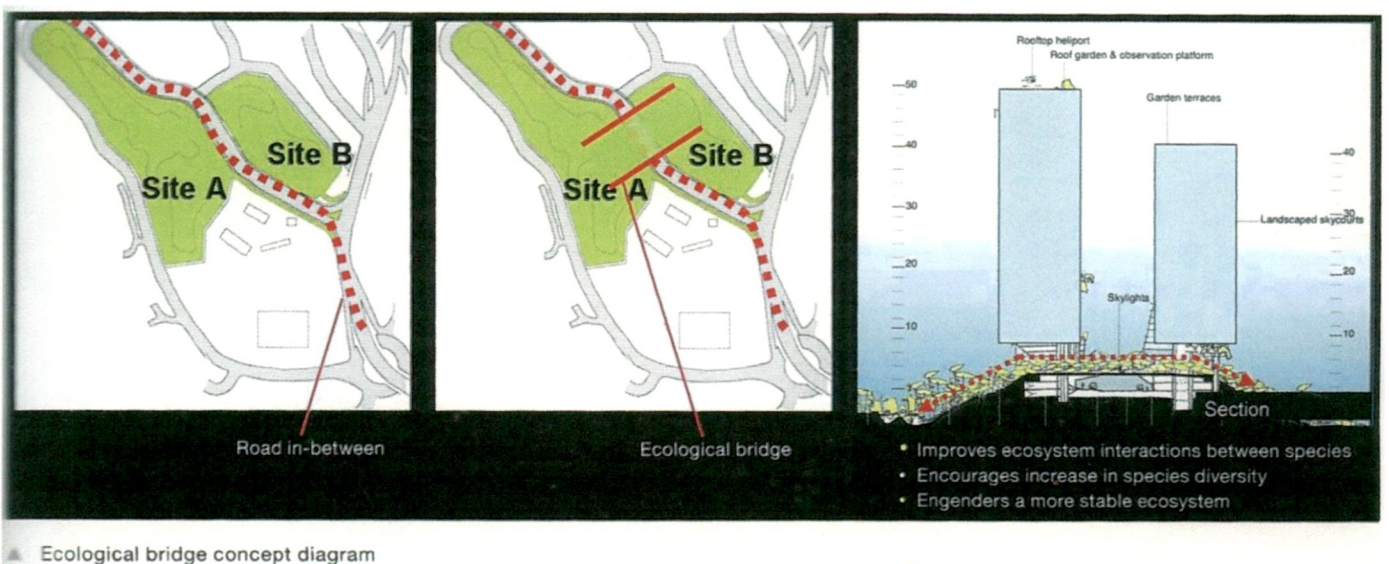 Site B
Site A
Road in-between
Site B
Site A
Ecological bridge
Rooftop heliport
Roof garden & observation platform
Garden terraces
Landscaped skycourts
Skylights
50
40
30
20
10
40
30
20
10
Section
• Improves ecosystem interactions between species
• Encourages increase in species diversity
• Engenders a more stable ecosystem
▲ Ecological bridge concept diagram